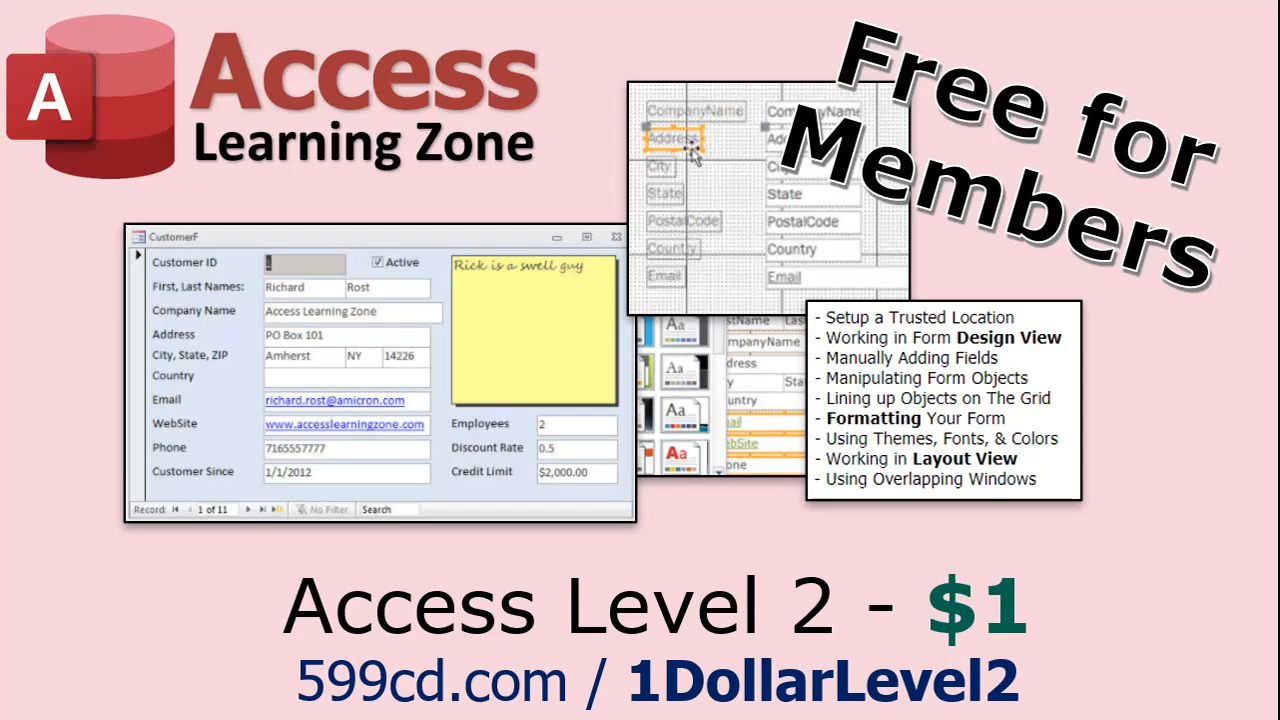 A
Access
Learning Zone
Free for
Members
CompanyName CompanyName
Address
City
State State
PostalCode PostalCode
Country Country
Email Email
CustomerF
Customer ID Active
First, Last Names: Richard Rost
Company Name Access Learning Zone
Address PO Box 101
City, State, ZIP Amherst NY 14226
Country
Email richard.rost@amicron.com
WebSite www.accesslearningzone.com
Phone 7165557777
Customer Since 1/1/2012
Rick is a swell guy
Employees 2
Discount Rate 0.5
Credit Limit $2,000.00
Record: 1 of 11 No Filter Search
Aa
Aa
Aa
Aa
- Setup a Trusted Location
- Working in Form Design View
- Manually Adding Fields
- Manipulating Form Objects
- Lining up Objects on The Grid
- Formatting Your Form
- Using Themes, Fonts, & Colors
- Working in Layout View
- Using Overlapping Windows
Access Level 2 - $1
599cd.com / 1DollarLevel2